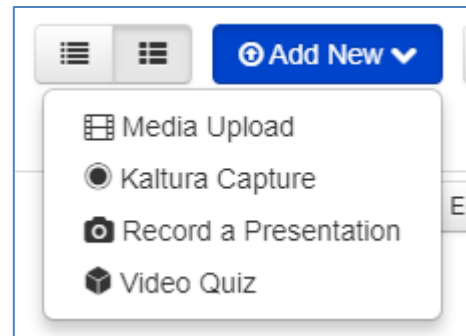 Add New
Media Upload
Kaltura Capture
Record a Presentation
E
Video Quiz